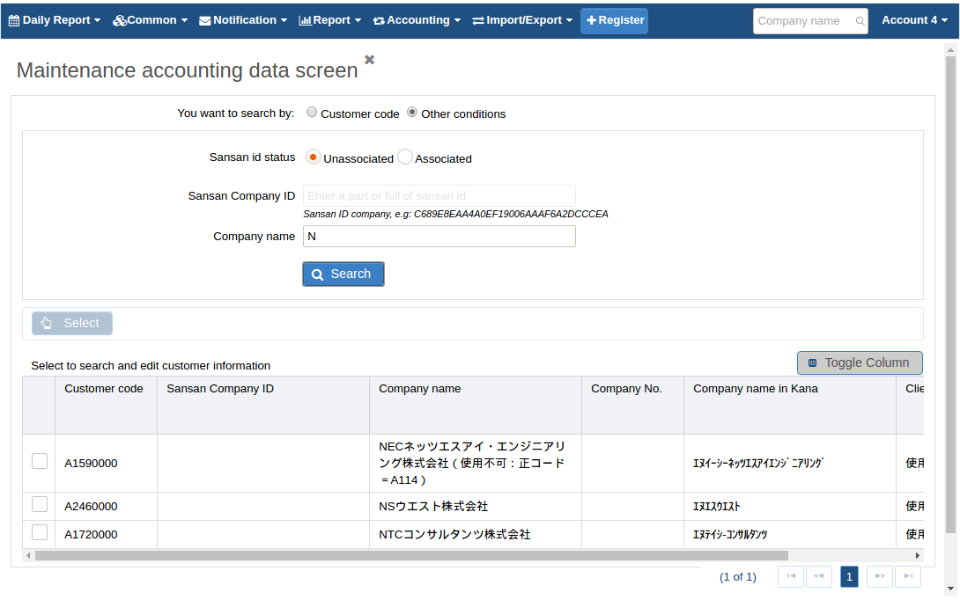 Daily Report Common Notification Report Accounting Import/Export Register Company name Account 4
Maintenance accounting data screen
You want to search by: Customer code Other conditions
Sansan id status Unassociated Associated
Sansan Company ID Enter a part or full of sansan id
Sansan ID company, e.g: C689E8EAA4A0EF19006AAAF6A2DCCCEA
Company name N
Search
Select
Select to search and edit customer information
Toggle Column
Customer code Sansan Company ID Company name Company No. Company name in Kana Clie
NECネッツエスアイ・エンジニアリ
A1590000 ング株式会社（使用不可：正コード ｴﾇｲｰｼｰﾈｯﾂｴｽｱｲｴﾝｼﾞﾆｱﾘﾝｸﾞ 使用
=A114）
A2460000 NSウエスト株式会社 ｴﾇｴｽｳｴｽﾄ 使用
A1720000 NTCコンサルタンツ株式会社 ｴﾇﾃｲｼ-ｺﾝｻﾙﾀﾝﾂ 使用
(1 of 1) 1